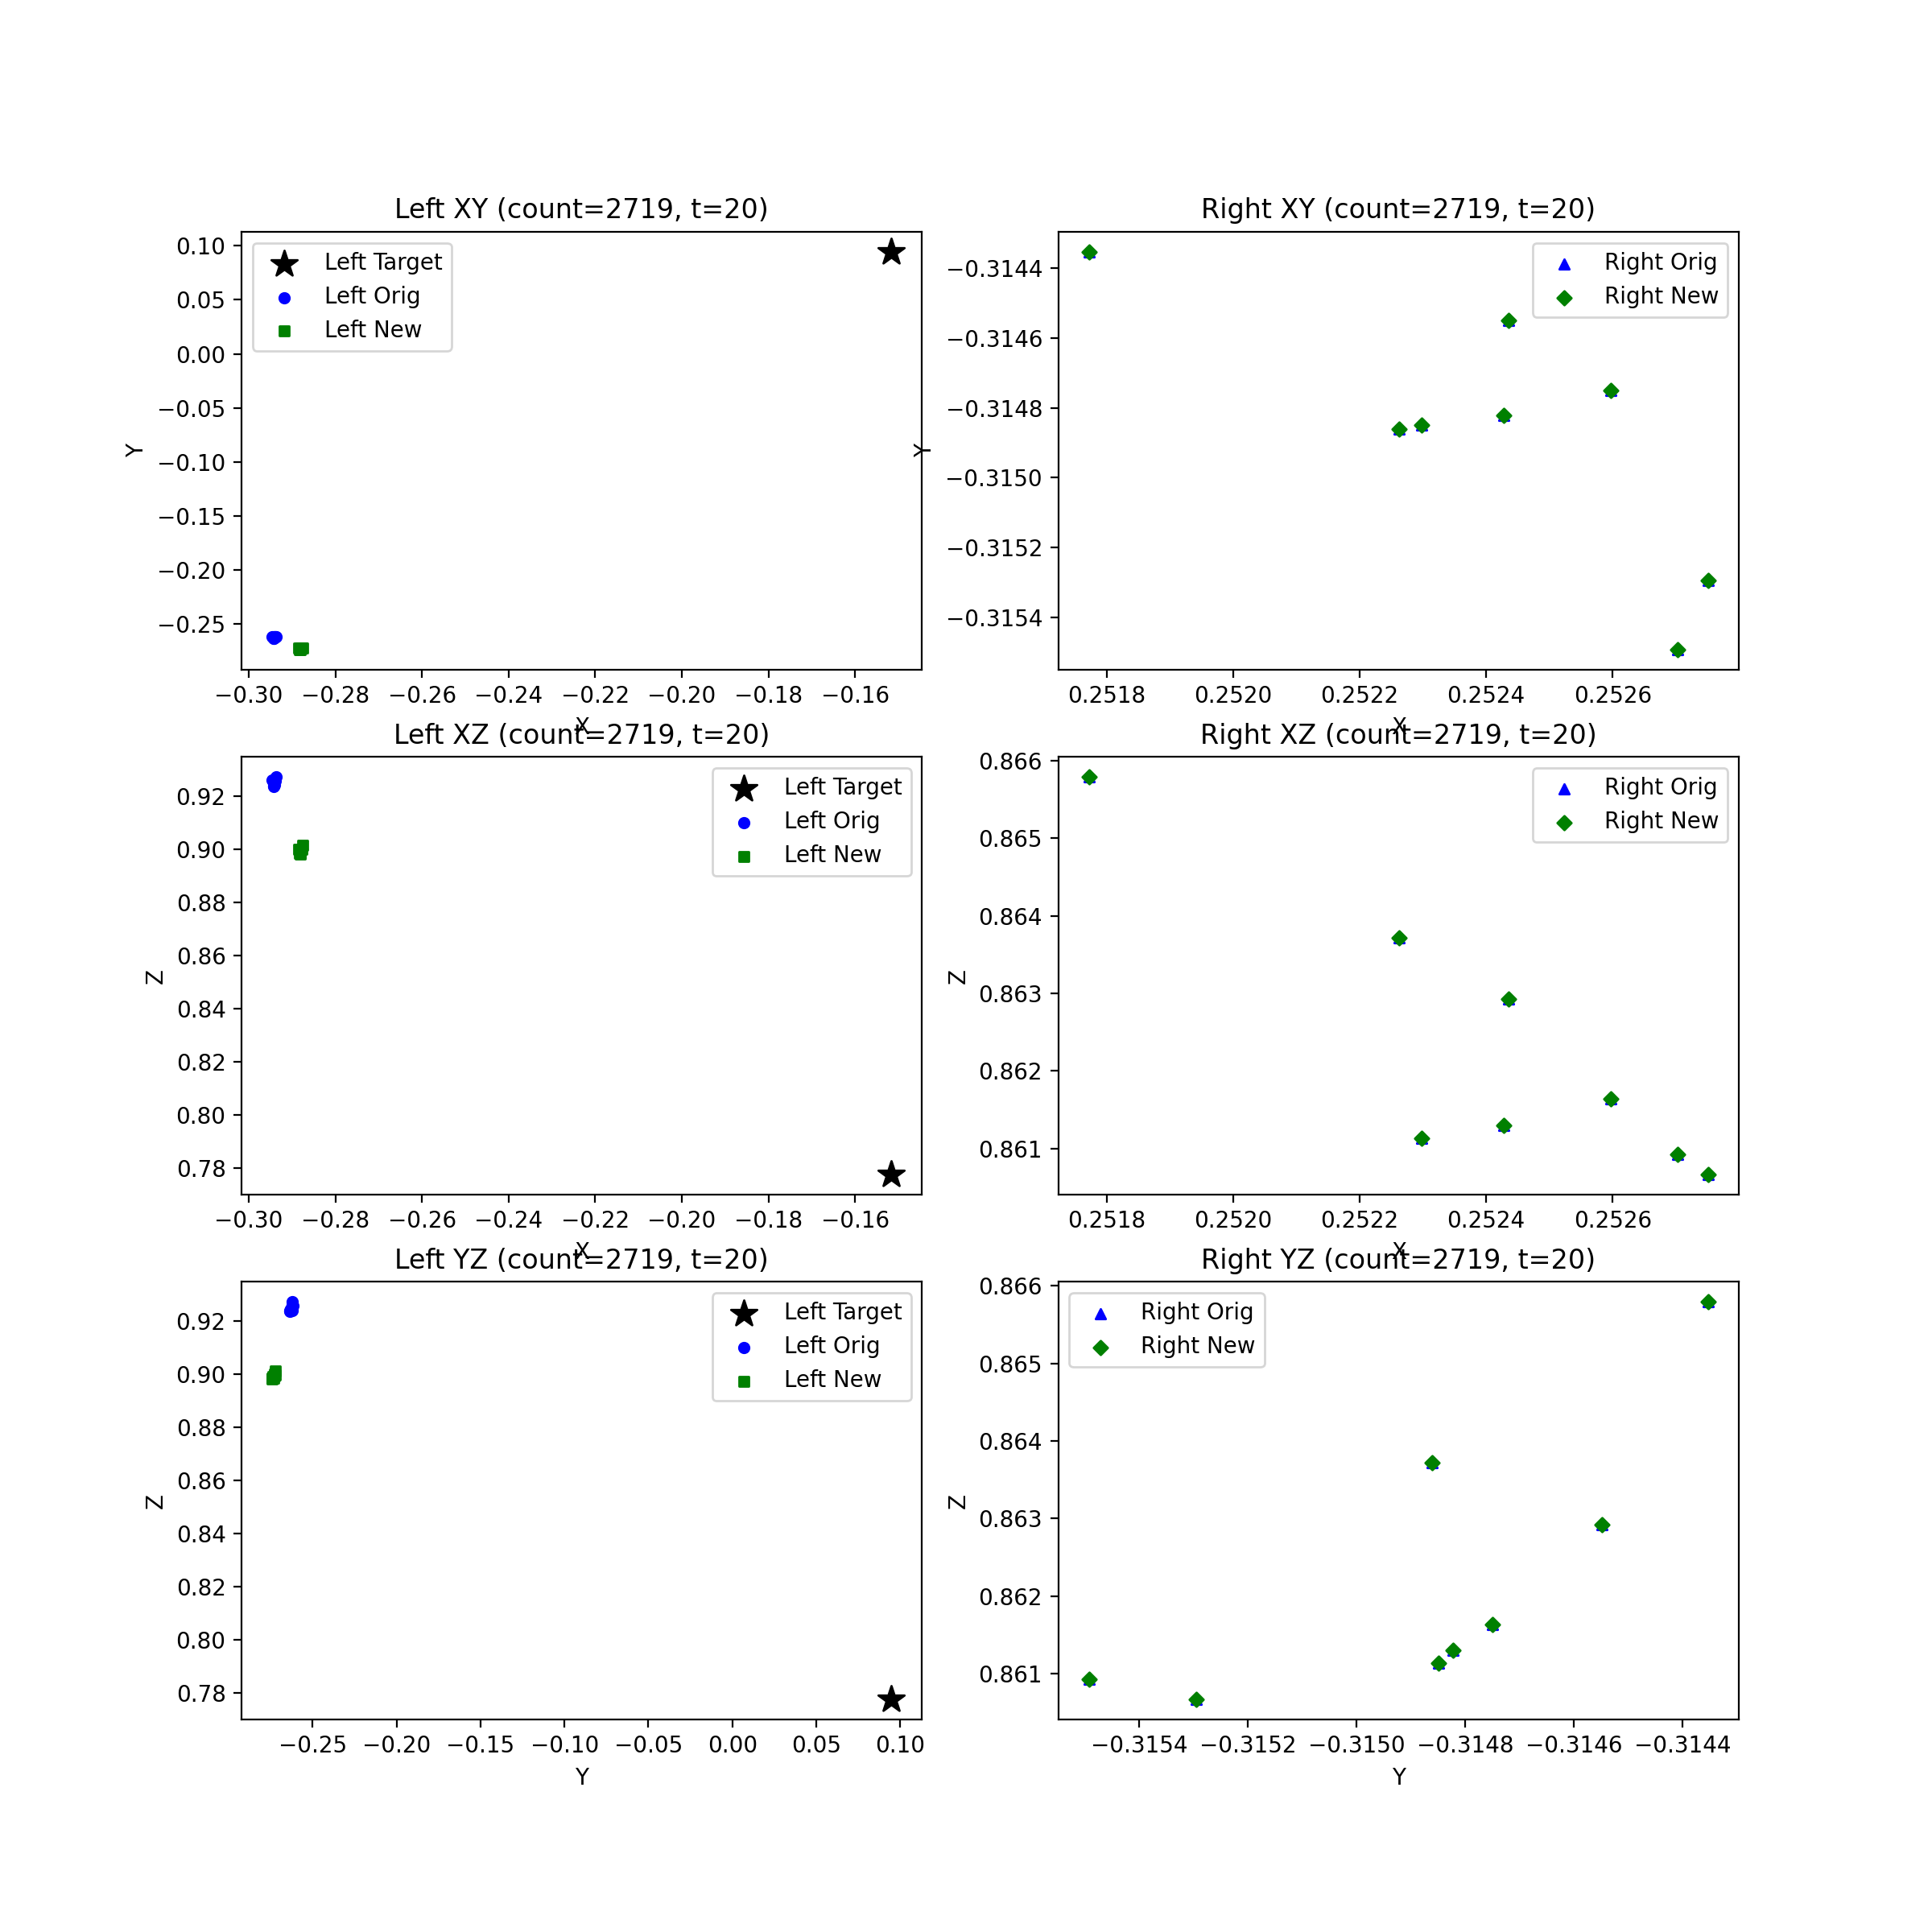 Left XY (count=2719, t=20)
0.10
0.05
0.00
−0.05
−0.10
−0.15
−0.20
−0.25
Y
Left Target
Left Orig
Left New
−0.30 −0.28 −0.26 −0.24 −0.22 −0.20 −0.18 −0.16
X
Right XY (count=2719, t=20)
−0.3144
−0.3146
−0.3148
−0.3150
−0.3152
−0.3154
Y
Right Orig
Right New
0.2518 0.2520 0.2522 0.2524 0.2526
X
Left XZ (count=2719, t=20)
0.92
0.90
0.88
0.86
0.84
0.82
0.80
0.78
Z
Left Target
Left Orig
Left New
−0.30 −0.28 −0.26 −0.24 −0.22 −0.20 −0.18 −0.16
X
Right XZ (count=2719, t=20)
0.866
0.865
0.864
0.863
0.862
0.861
Z
Right Orig
Right New
0.2518 0.2520 0.2522 0.2524 0.2526
X
Left YZ (count=2719, t=20)
0.92
0.90
0.88
0.86
0.84
0.82
0.80
0.78
Z
Left Target
Left Orig
Left New
−0.25 −0.20 −0.15 −0.10 −0.05 0.00 0.05 0.10
Y
Right YZ (count=2719, t=20)
0.866
0.865
0.864
0.863
0.862
0.861
Z
Right Orig
Right New
−0.3154 −0.3152 −0.3150 −0.3148 −0.3146 −0.3144
Y